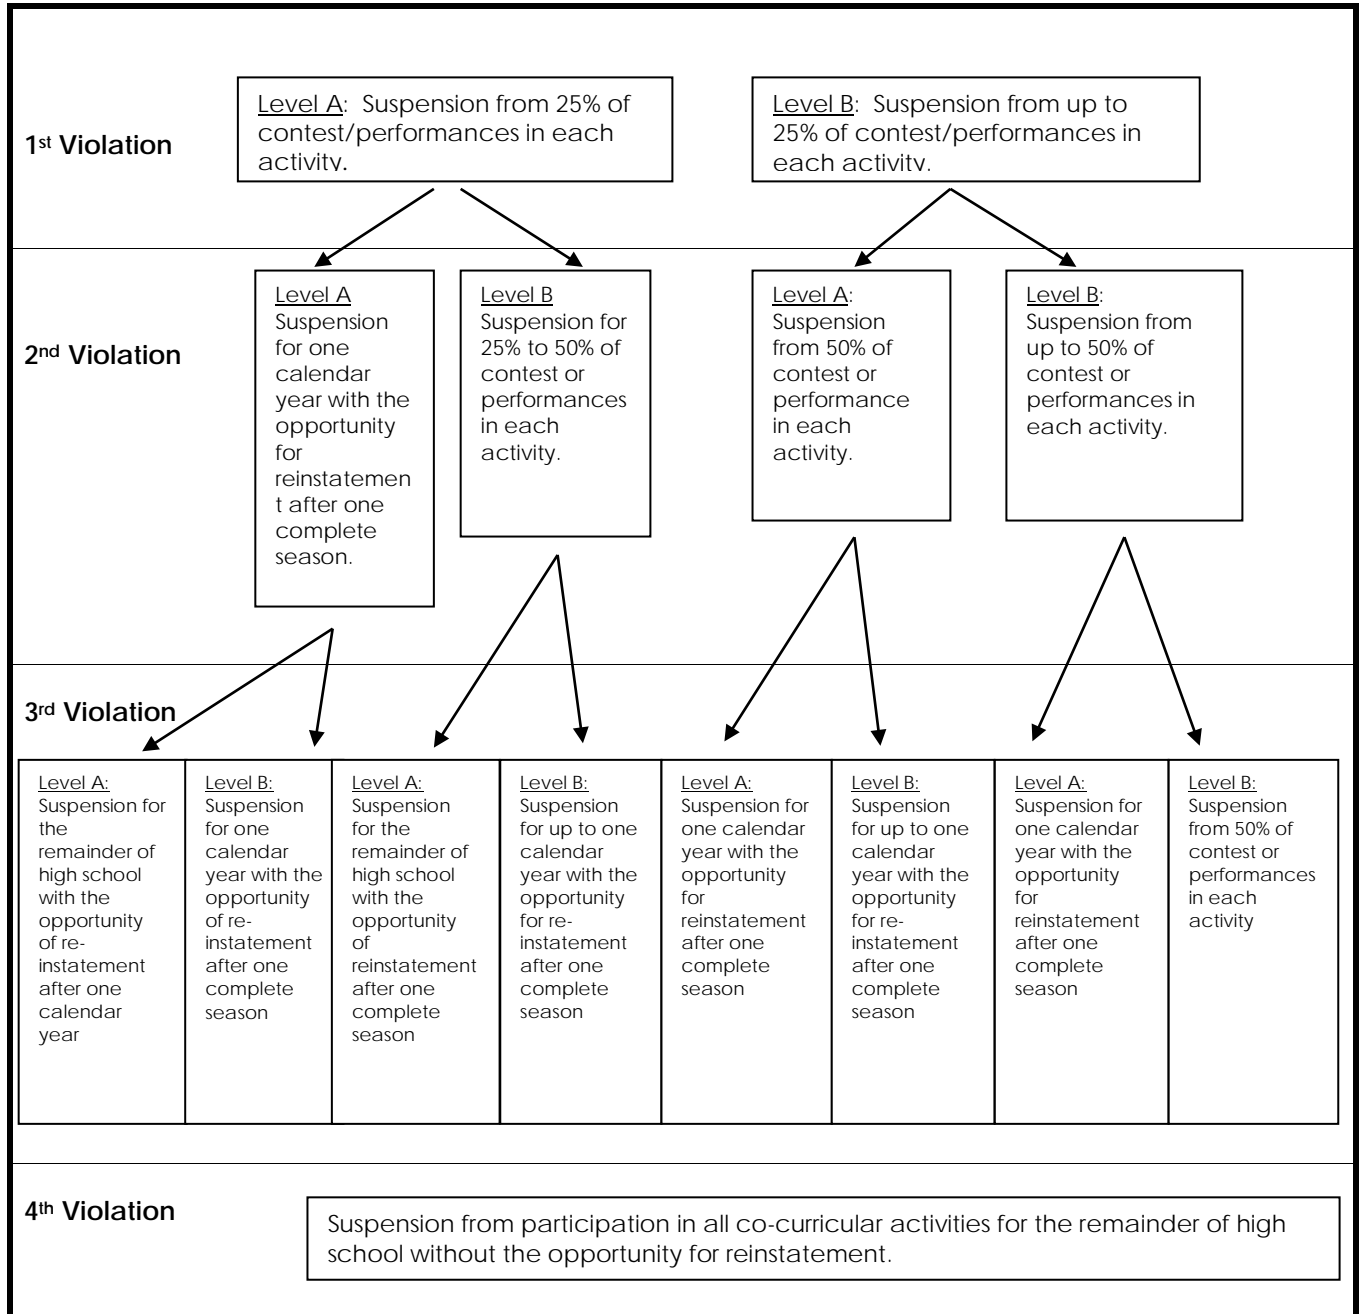 1st Violation
Level A:  Suspension from 25% of
contest/performances in each
activity.
Level B:  Suspension from up to
25% of contest/performances in
each activity.
2nd Violation
Level A
Suspension
for one
calendar
year with the
opportunity
for
reinstatemen
t after one
complete
season.
Level B
Suspension for
25% to 50% of
contest or
performances
in each
activity.
Level A:
Suspension
from 50% of
contest or
performance
in each
activity.
Level B:
Suspension from
up to 50% of
contest or
performances in
each activity.
3rd Violation
Level A:
Suspension for
the
remainder of
high school
with the
opportunity
of re-
instatement
after one
calendar
year
Level B:
Suspension
for one
calendar
year with the
opportunity
of re-
instatement
after one
complete
season
Level A:
Suspension
for the
remainder of
high school
with the
opportunity
of
reinstatement
after one
complete
season
Level B:
Suspension
for up to one
calendar
year with the
opportunity
for re-
instatement
after one
complete
season
Level A:
Suspension for
one calendar
year with the
opportunity
for
reinstatement
after one
complete
season
Level B:
Suspension
for up to one
calendar
year with the
opportunity
for re-
instatement
after one
complete
season
Level A:
Suspension for
one calendar
year with the
opportunity
for
reinstatement
after one
complete
season
Level B:
Suspension
from 50% of
contest or
performances
in each
activity
4th Violation
Suspension from participation in all co-curricular activities for the remainder of high
school without the opportunity for reinstatement.